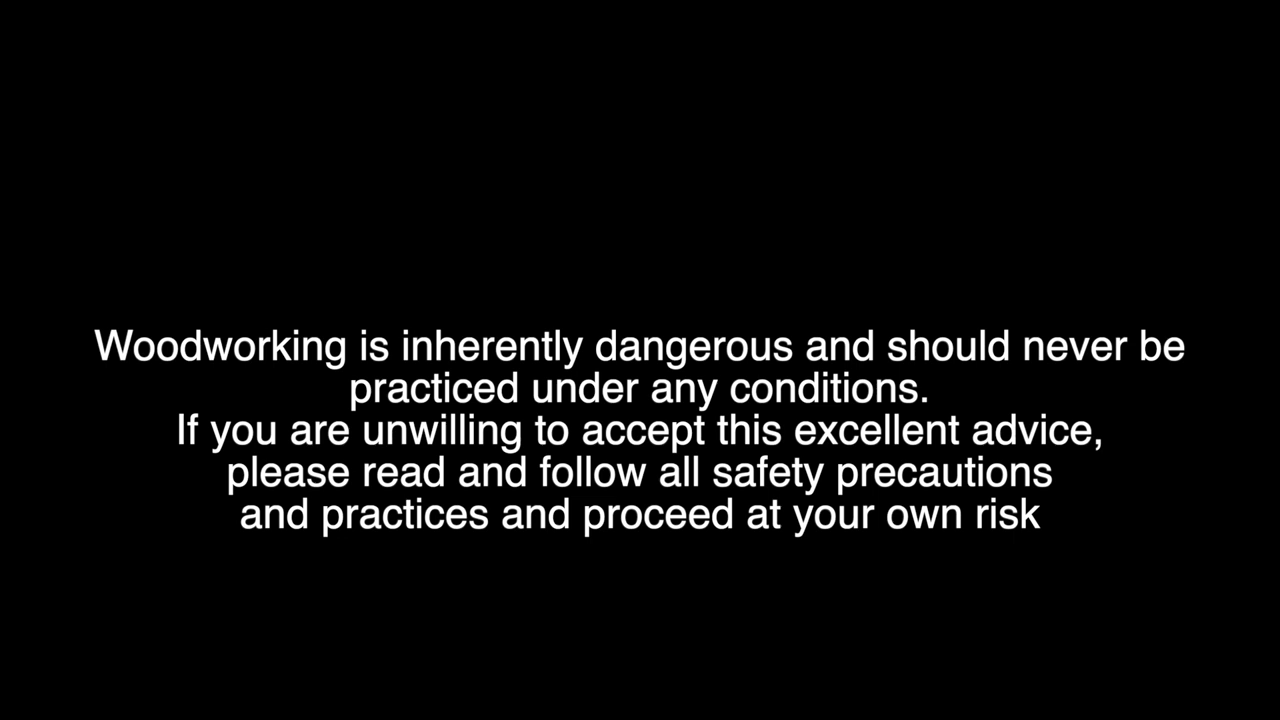 Woodworking is inherently dangerous and should never be
practiced under any conditions.
If you are unwilling to accept this excellent advice,
please read and follow all safety precautions
and practices and proceed at your own risk